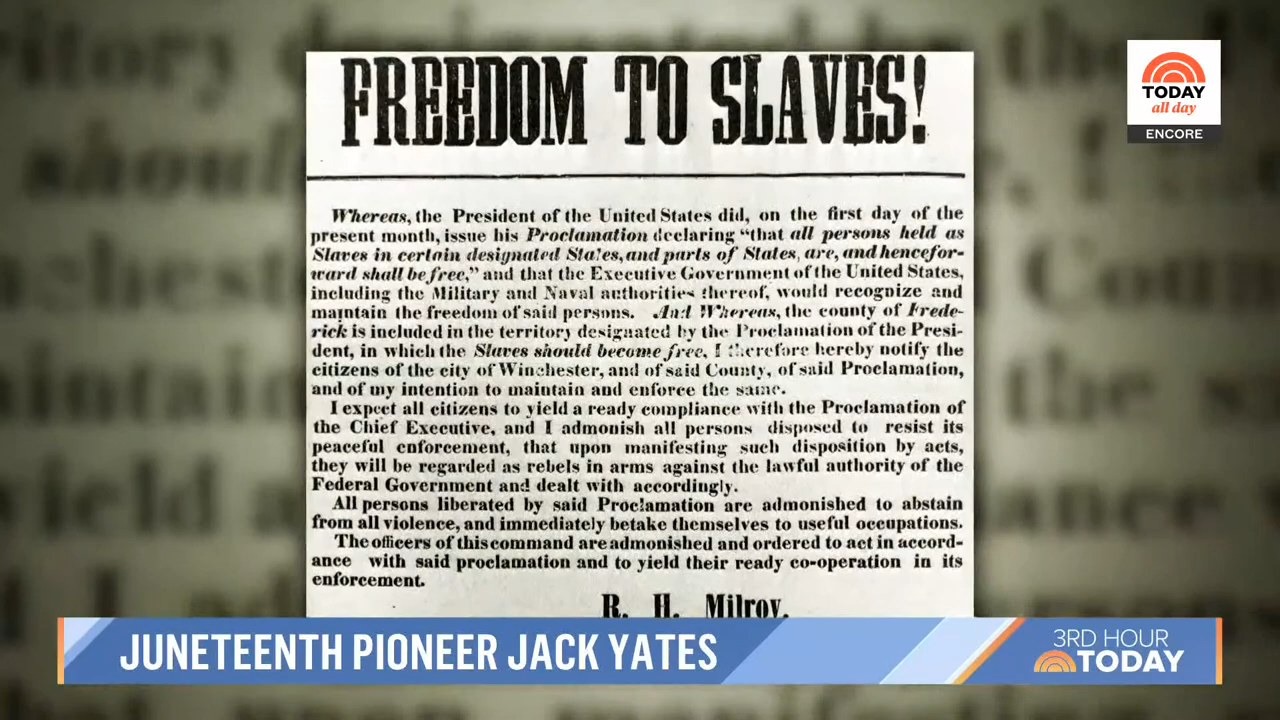 FREEDOM TO SLAVES!
Whereas, the President of the United States did, on the first day of the
present month, issue his Proclamation declaring "that all persons held as
Slaves in certain designated States, and parts of States, are, and hencefor-
ward shall be free," and that the Executive Government of the United States,
including the Military and Naval authorities thereof, would recognize and
maintain the freedom of said persons. And Whereas, the county of Frede-
rick is included in the territory designated by the Proclamation of the Presi-
dent, in which the Slaves should become free, I therefore hereby notify the
citizens of the city of Winchester, and of said County, of said Proclamation,
and of my intention to maintain and enforce the same.
I expect all citizens to yield a ready compliance with the Proclamation of
the Chief Executive, and I admonish all persons disposed to resist its
peaceful enforcement, that upon manifesting such disposition by acts,
they will be regarded as rebels in arms against the lawful authority of the
Federal Government and dealt with accordingly.
All persons liberated by said Proclamation are admonished to abstain
from all violence, and immediately betake themselves to useful occupations.
The officers of this command are admonished and ordered to act in accord-
ance with said proclamation and to yield their ready co-operation in its
enforcement.
R. H. Milroy.
TODAY
all day
ENCORE
JUNETEENTH PIONEER JACK YATES
3RD HOUR
TODAY